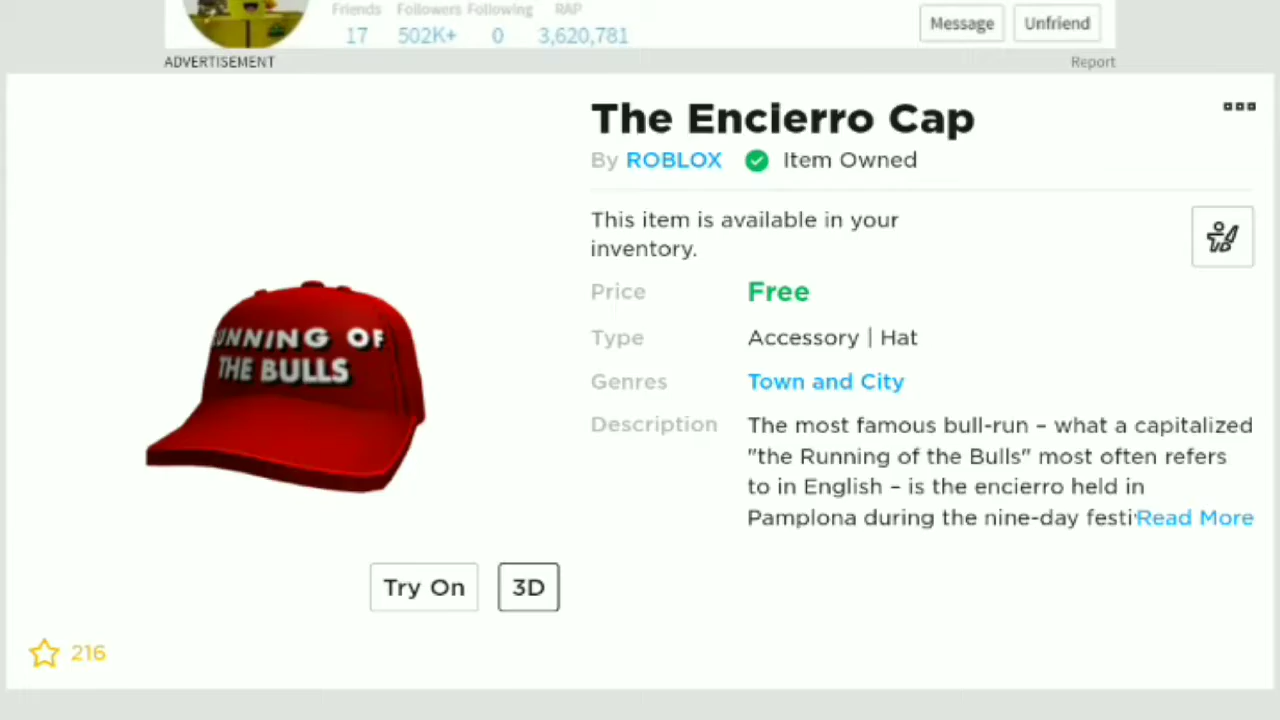 Friends Followers Following RAP
17 502K+ 0 3,620,781
Message Unfriend
ADVERTISEMENT Report
The Encierro Cap
By ROBLOX Item Owned
This item is available in your
inventory.
Price Free
Type Accessory | Hat
Genres Town and City
Description The most famous bull-run – what a capitalized
"the Running of the Bulls" most often refers
to in English – is the encierro held in
Pamplona during the nine-day festi Read More
UNNING OF
THE BULLS
Try On 3D
216